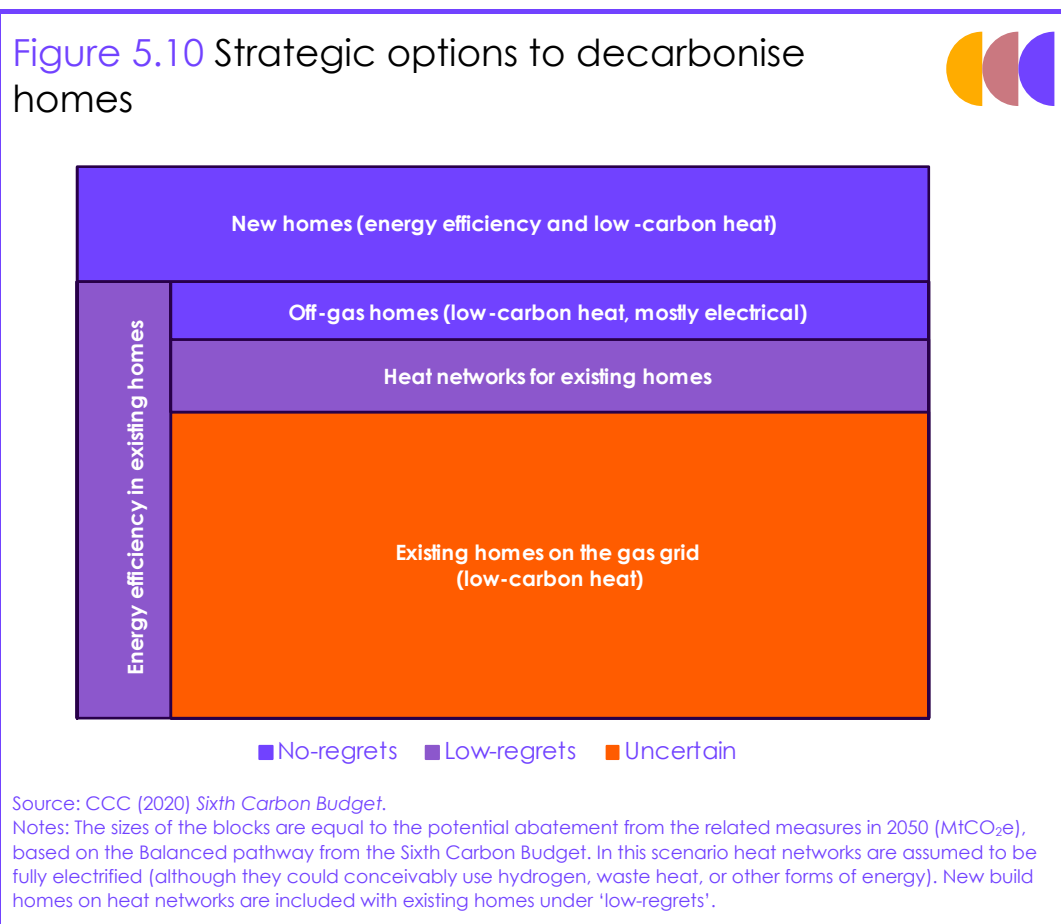 Figure 5.10 Strategic options to decarbonise
homes
New homes (energy efficiency and low -carbon heat)
Off-gas homes (low-carbon heat, mostly electrical)
Heat networks for existing homes
Energy efficiency in existing homes
Existing homes on the gas grid
(low-carbon heat)
No-regrets Low-regrets Uncertain
Source: CCC (2020) Sixth Carbon Budget.
Notes: The sizes of the blocks are equal to the potential abatement from the related measures in 2050 (MtCO₂e),
based on the Balanced pathway from the Sixth Carbon Budget. In this scenario heat networks are assumed to be
fully electrified (although they could conceivably use hydrogen, waste heat, or other forms of energy). New build
homes on heat networks are included with existing homes under ‘low-regrets’.